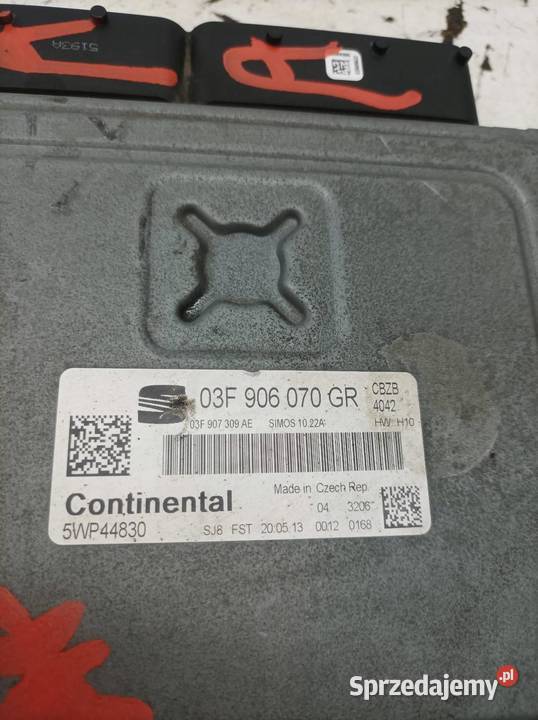 5193A
03F 906 070 GR
CBZB
4042
03F 907 309 AE SIMOS 10.22A HW: H10
Continental
Made in Czech Rep.
04 3206
5WP44830
SJ8 FST 20.05.13 0012 0168
Sprzedajemy.pl